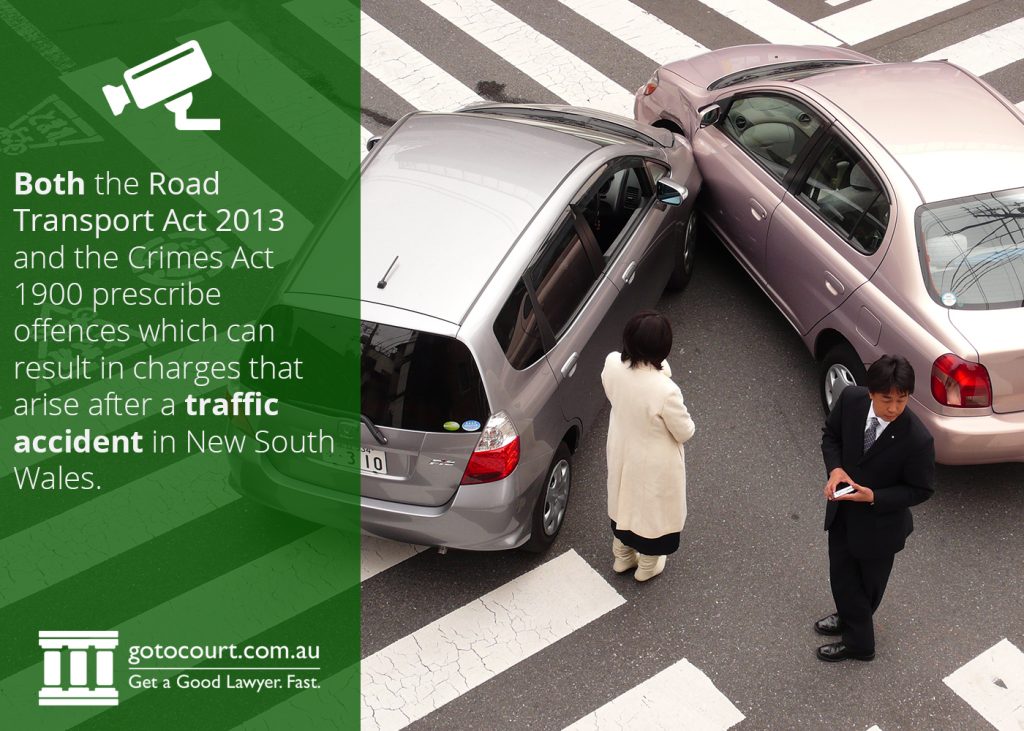 Both the Road
Transport Act 2013
and the Crimes Act
1900 prescribe
offences which can
result in charges that
arise after a traffic
accident in New South
Wales.
310
gotocourt.com.au
Get a Good Lawyer. Fast.